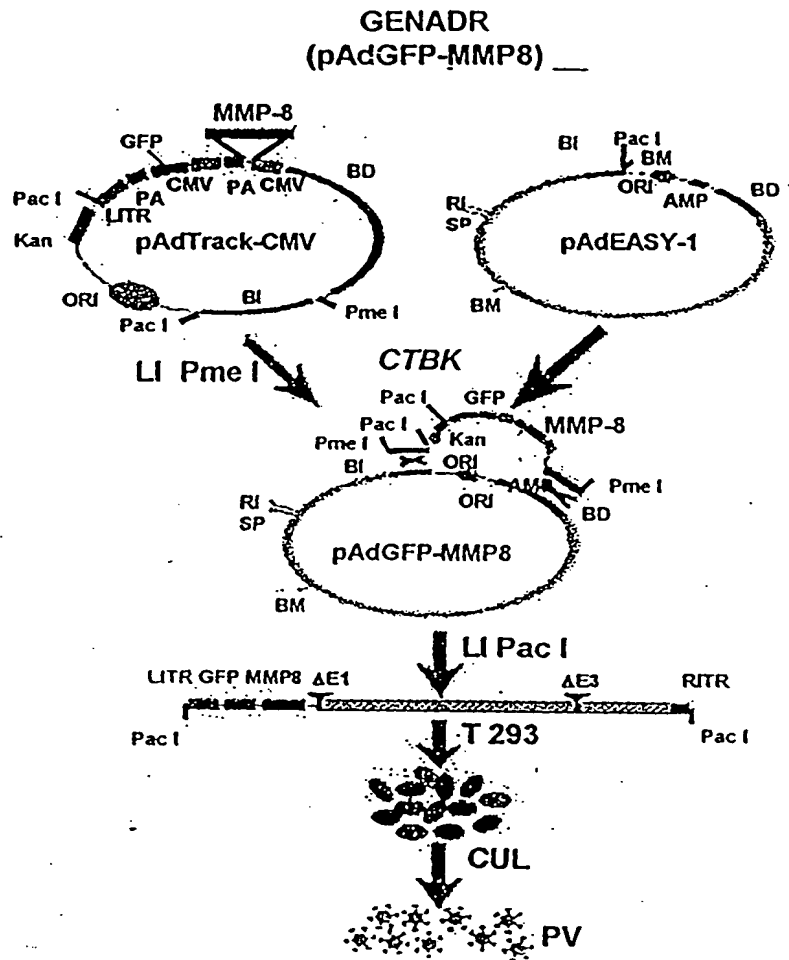 GENADR
(pAdGFP-MMP8)
MMP-8
GFP
CMV
PA
PA
CMV
BD
Pac I
LITR
Kan
pAdTrack-CMV
ORI
Pac I
BI
Pme I
BI
Pac I
BM
ORI
AMP
BD
RI
SP
pAdEASY-1
BM
LI Pme I
CTBK
Pac I
GFP
Pac I
MMP-8
Pme I
Kan
BI
ORI
ORI
AM
Pme I
BD
RI
SP
pAdGFP-MMP8
BM
LI Pac I
LITR GFP MMP8 ΔE1
ΔE3
RITR
Pac I
Pac I
T 293
CUL
PV